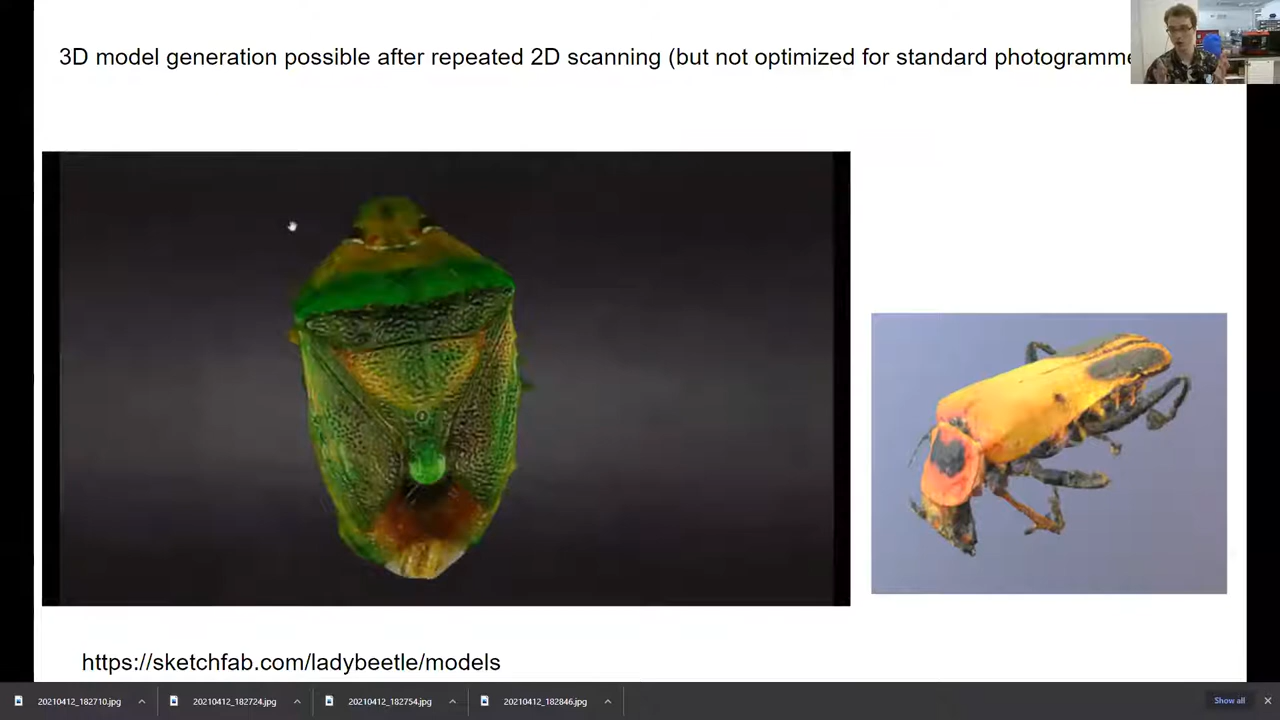 3D model generation possible after repeated 2D scanning (but not optimized for standard
https://sketchfab.com/ladybeetle/models
20210412_182710.jpg
20210412_182724.jpg
20210412_182754.jpg
20210412_182846.jpg
Show all